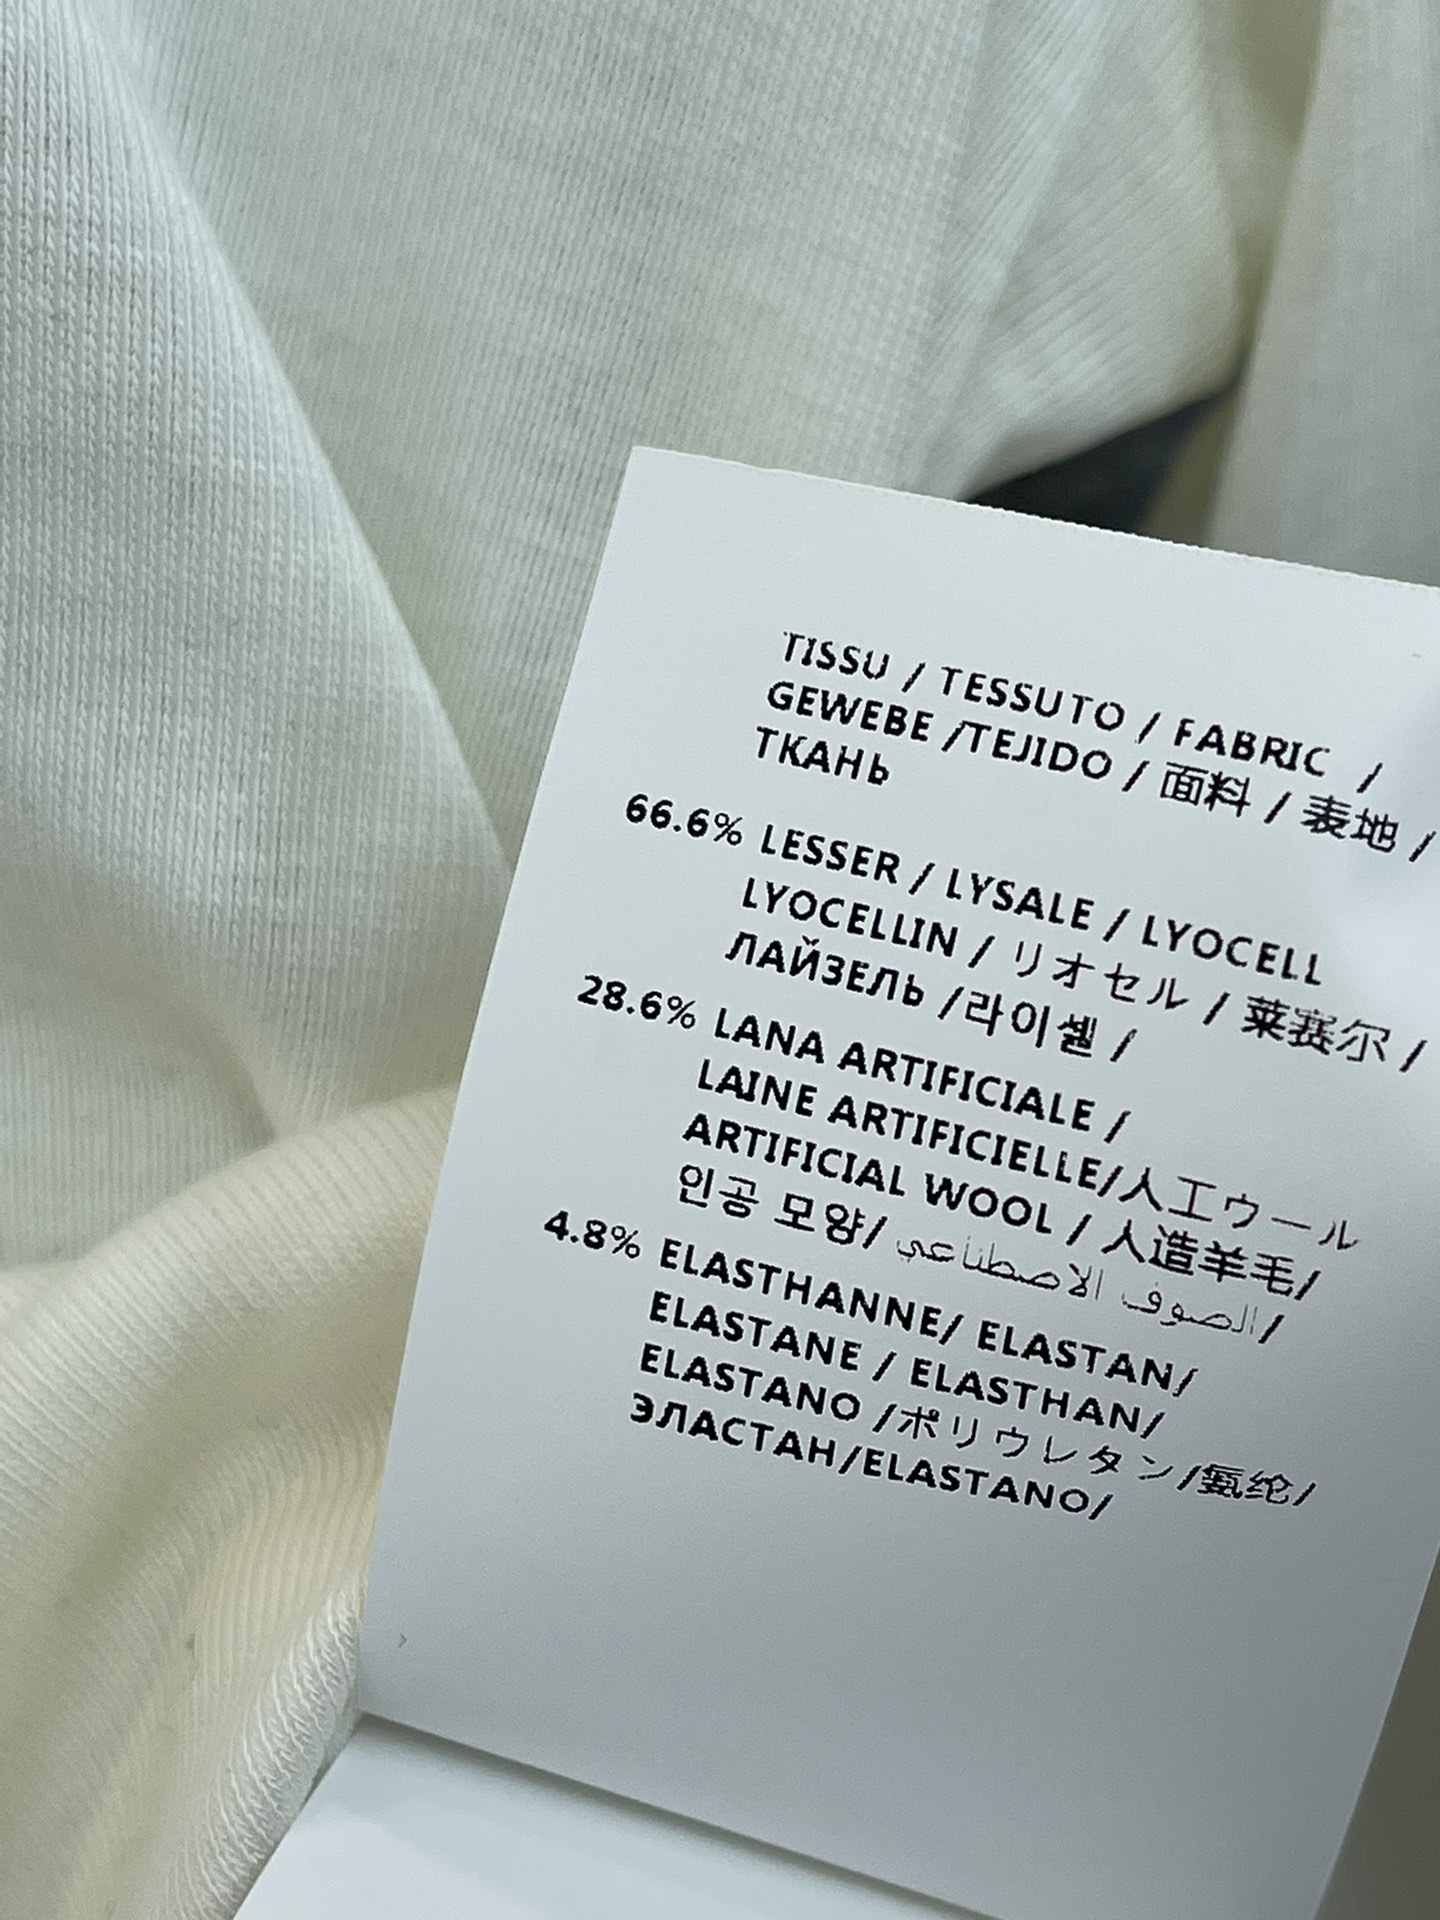 TISSU / TESSUTO / FABRIC /
GEWEBE /TEJIDO / 面料 / 表地 /
ТКАНЬ
66.6% LESSER / LYSALE / LYOCELL
LYOCELLIN / リオセル / 莱赛尔 /
ЛАЙЗЕЛЬ /라이셀 /
28.6% LANA ARTIFICIALE /
LAINE ARTIFICIELLE/人工ウール
ARTIFICIAL WOOL / 人造羊毛/
인공 모양/ الصوف الاصطناعي/
4.8% ELASTHANNE/ ELASTAN/
ELASTANE / ELASTHAN/
ELASTANO /ポリウレタン/氨纶/
ЭЛАСТАН/ELASTANO/